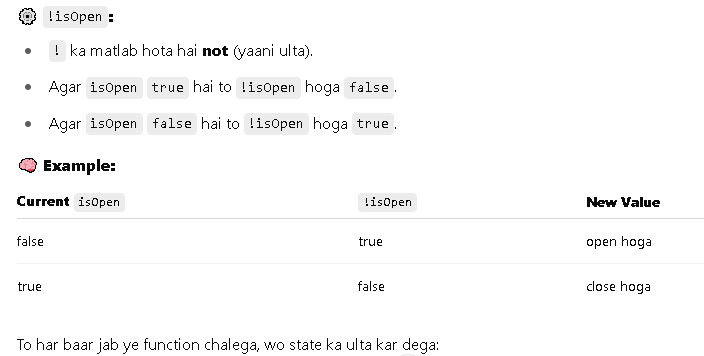 !isOpen:
! ka matlab hota hai not (yaani ulta).
Agar isOpen true hai to !isOpen hoga false.
Agar isOpen false hai to !isOpen hoga true.
Example:
Current isOpen !isOpen New Value
false true open hoga
true false close hoga
To har baar jab ye function chalega, wo state ka ulta kar dega: